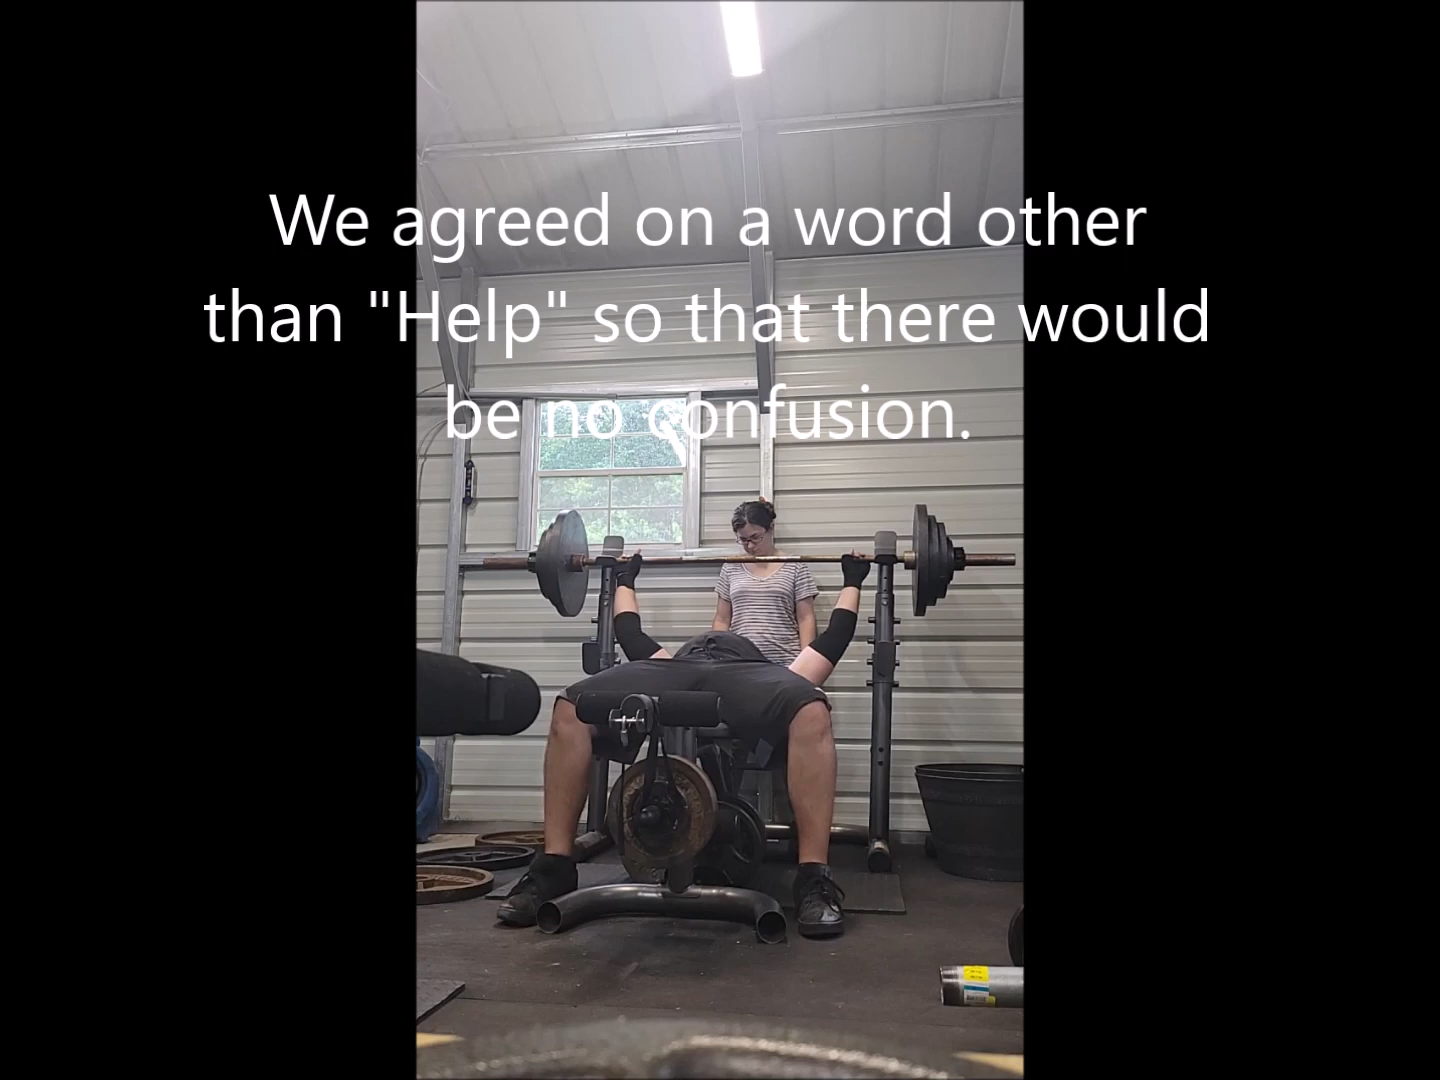 We agreed on a word other
than "Help" so that there would
be no confusion.